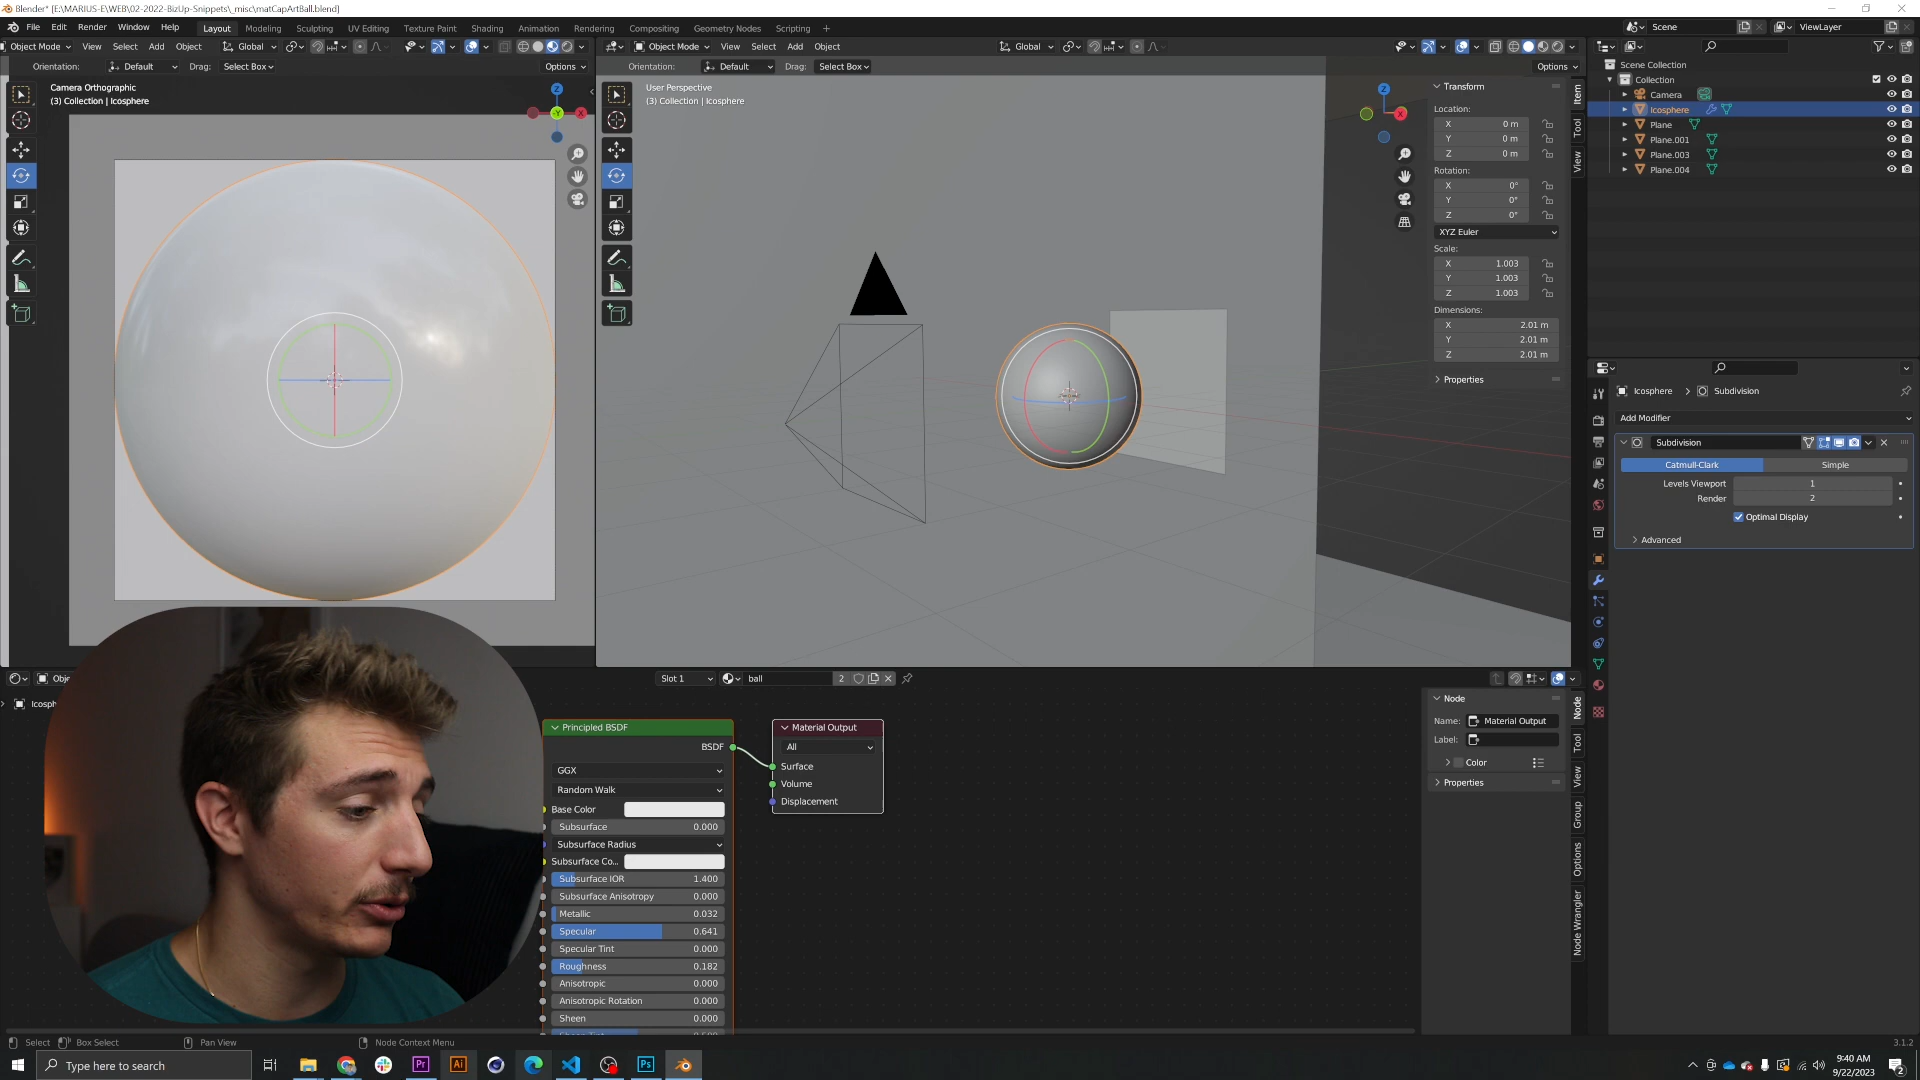 Blender* [E:\MARIUS-E\WEB\02-2022-BizUp-Snippets\_misc\matCapArtBall.blend]
File Edit Render Window Help Layout Modeling Sculpting UV Editing Texture Paint Shading Animation Rendering Compositing Geometry Nodes Scripting + Scene ViewLayer
Object Mode View Select Add Object Global
Object Mode View Select Add Object Global
Orientation: Default Drag: Select Box Options
Orientation: Default Drag: Select Box Options
Camera Orthographic
(3) Collection | Icosphere
User Perspective
(3) Collection | Icosphere
Transform
Location:
X 0 m
Y 0 m
Z 0 m
Rotation:
X 0°
Y 0°
Z 0°
XYZ Euler
Scale:
X 1.003
Y 1.003
Z 1.003
Dimensions:
X 2.01 m
Y 2.01 m
Z 2.01 m
Properties
Item
Tool
View
Scene Collection
Collection
Camera
Icosphere
Plane
Plane.001
Plane.003
Plane.004
Icosphere > Subdivision
Add Modifier
Subdivision
Catmull-Clark Simple
Levels Viewport 1
Render 2
Optimal Display
Advanced
Obje
Slot 1 ball 2
Icosph
Principled BSDF
BSDF
GGX
Random Walk
Base Color
Subsurface 0.000
Subsurface Radius
Subsurface Co...
Subsurface IOR 1.400
Subsurface Anisotropy 0.000
Metallic 0.032
Specular 0.641
Specular Tint 0.000
Roughness 0.182
Anisotropic 0.000
Anisotropic Rotation 0.000
Sheen 0.000
Material Output
All
Surface
Volume
Displacement
Node
Name: Material Output
Label:
Color
Properties
Node
Tool
View
Group
Options
Node Wrangler
Select Box Select Pan View Node Context Menu 3.1.2
Type here to search
9:40 AM
9/22/2023